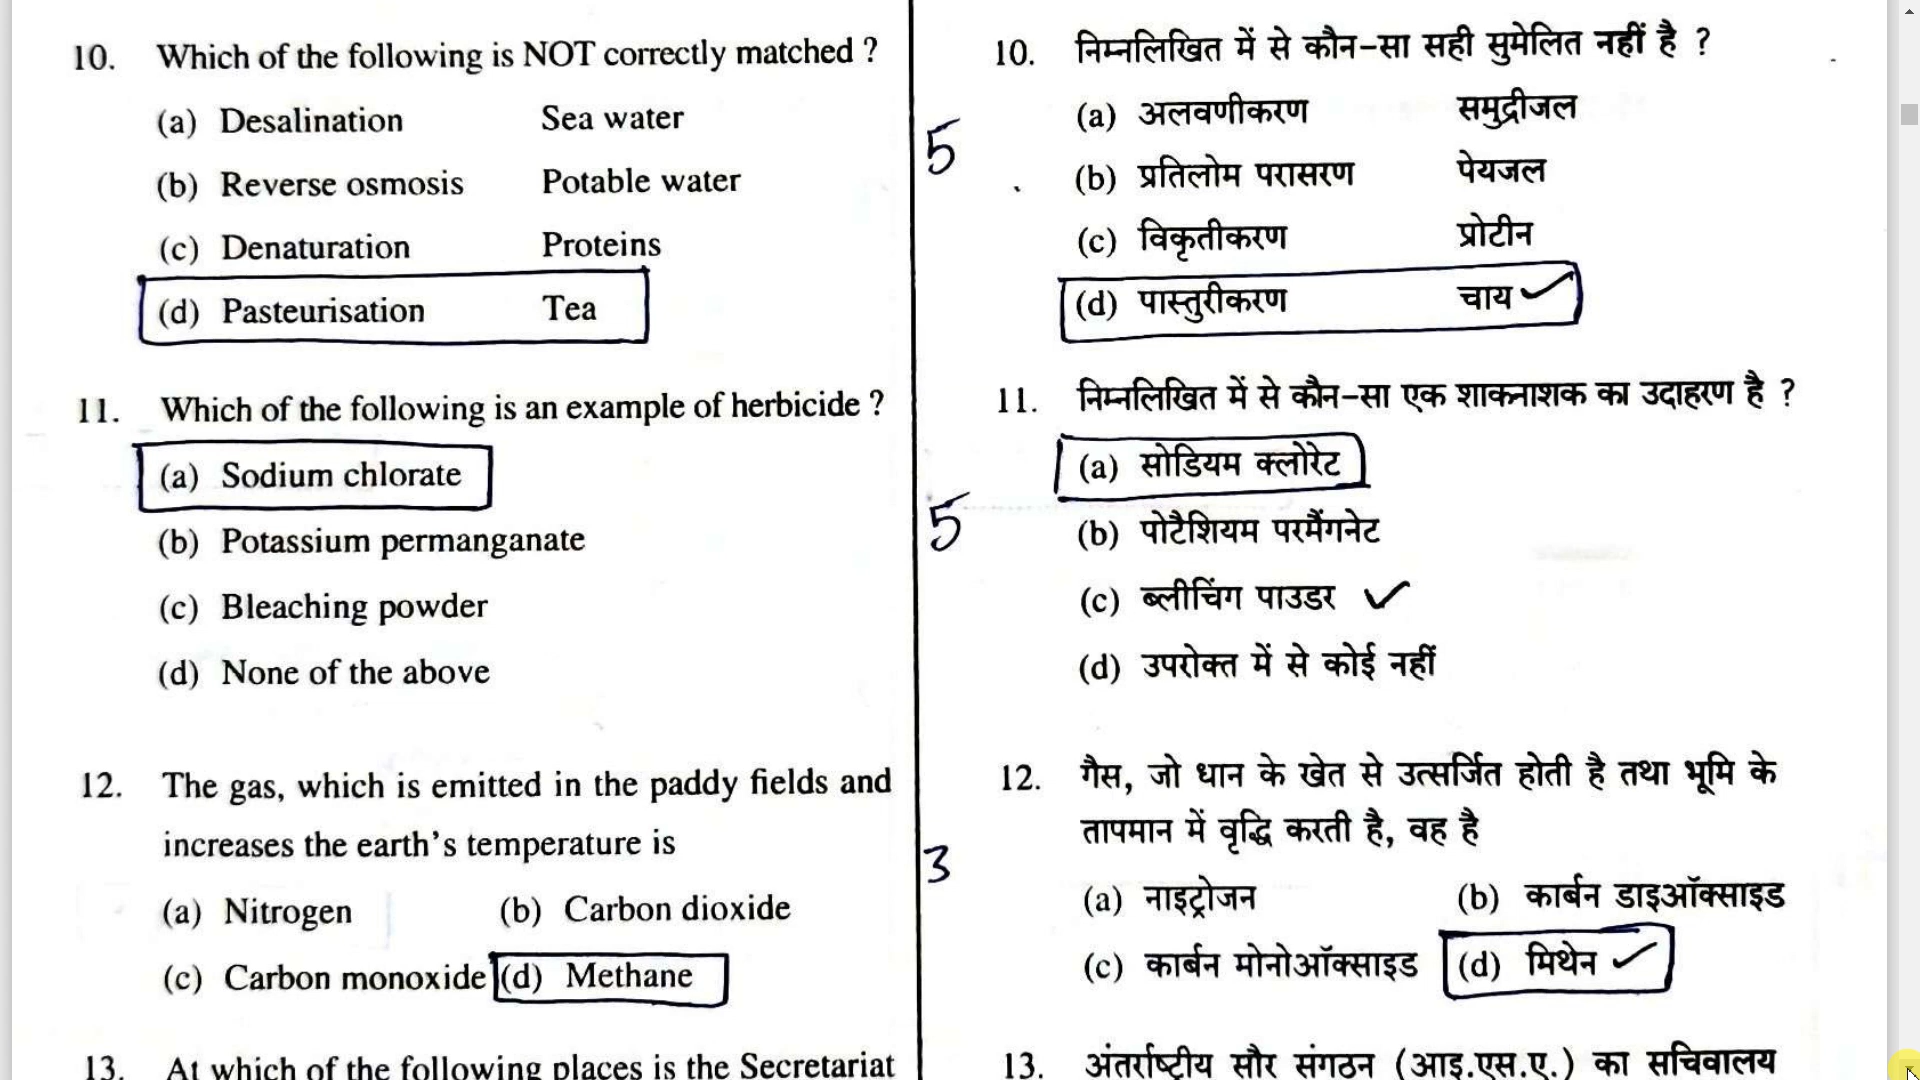 10. Which of the following is NOT correctly matched ?
(a) Desalination Sea water
(b) Reverse osmosis Potable water
(c) Denaturation Proteins
(d) Pasteurisation Tea
5
11. Which of the following is an example of herbicide ?
(a) Sodium chlorate
(b) Potassium permanganate
(c) Bleaching powder
(d) None of the above
5
12. The gas, which is emitted in the paddy fields and
increases the earth's temperature is
3
(a) Nitrogen (b) Carbon dioxide
(c) Carbon monoxide (d) Methane
13. At which of the following places is the Secretariat
10. निम्नलिखित में से कौन-सा सही सुमेलित नहीं है ?
(a) अलवणीकरण समुद्रीजल
(b) प्रतिलोम परासरण पेयजल
(c) विकृतीकरण प्रोटीन
(d) पास्तुरीकरण चाय
11. निम्नलिखित में से कौन-सा एक शाकनाशक का उदाहरण है ?
(a) सोडियम क्लोरेट
(b) पोटैशियम परमैंगनेट
(c) ब्लीचिंग पाउडर
(d) उपरोक्त में से कोई नहीं
12. गैस, जो धान के खेत से उत्सर्जित होती है तथा भूमि के
तापमान में वृद्धि करती है, वह है
(a) नाइट्रोजन (b) कार्बन डाइऑक्साइड
(c) कार्बन मोनोऑक्साइड (d) मिथेन
13. अंतर्राष्ट्रीय सौर संगठन (आइ.एस.ए.) का सचिवालय